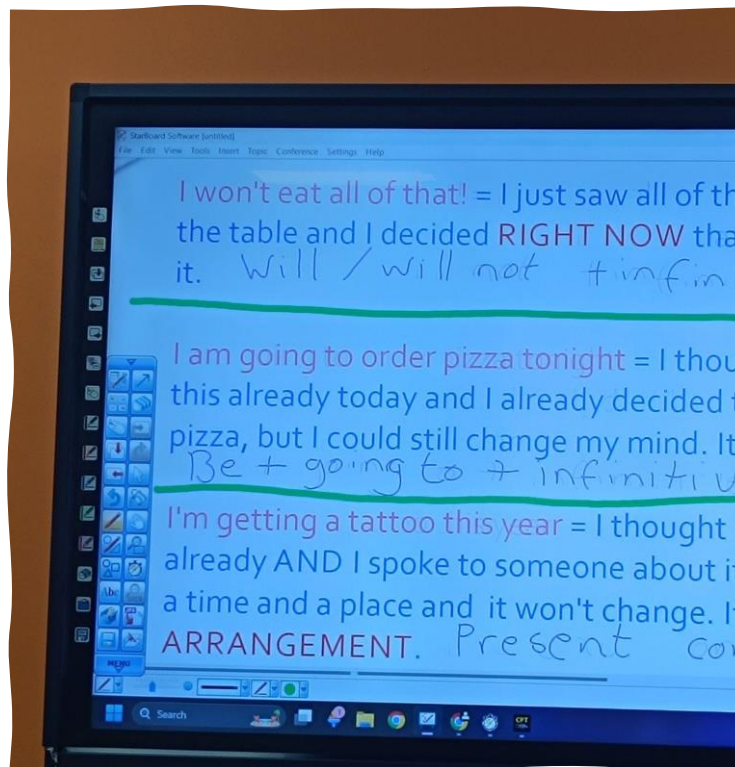 StarBoard Software [untitled]
File Edit View Tools Insert Topic Conference Settings Help
I won't eat all of that! = I just saw all of th
the table and I decided RIGHT NOW tha
it. Will / will not + infin
I am going to order pizza tonight = I thou
this already today and I already decided t
pizza, but I could still change my mind. It
Be + going to + infinitiv
I'm getting a tattoo this year = I thought
already AND I spoke to someone about i
a time and a place and it won't change. I
ARRANGEMENT. Present co
Abc
MENU
Search